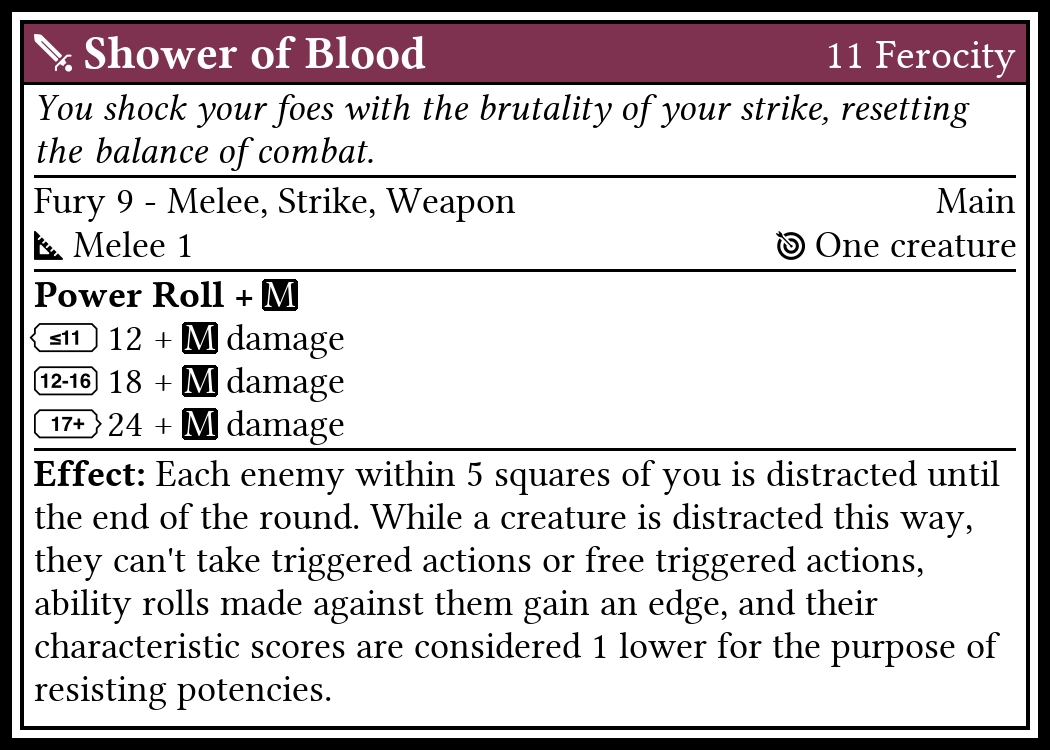 Shower of Blood 11 Ferocity
You shock your foes with the brutality of your strike, resetting
the balance of combat.
Fury 9 - Melee, Strike, Weapon Main
Melee 1 One creature
Power Roll + M
≤11 12 + M damage
12-16 18 + M damage
17+ 24 + M damage
Effect: Each enemy within 5 squares of you is distracted until
the end of the round. While a creature is distracted this way,
they can't take triggered actions or free triggered actions,
ability rolls made against them gain an edge, and their
characteristic scores are considered 1 lower for the purpose of
resisting potencies.